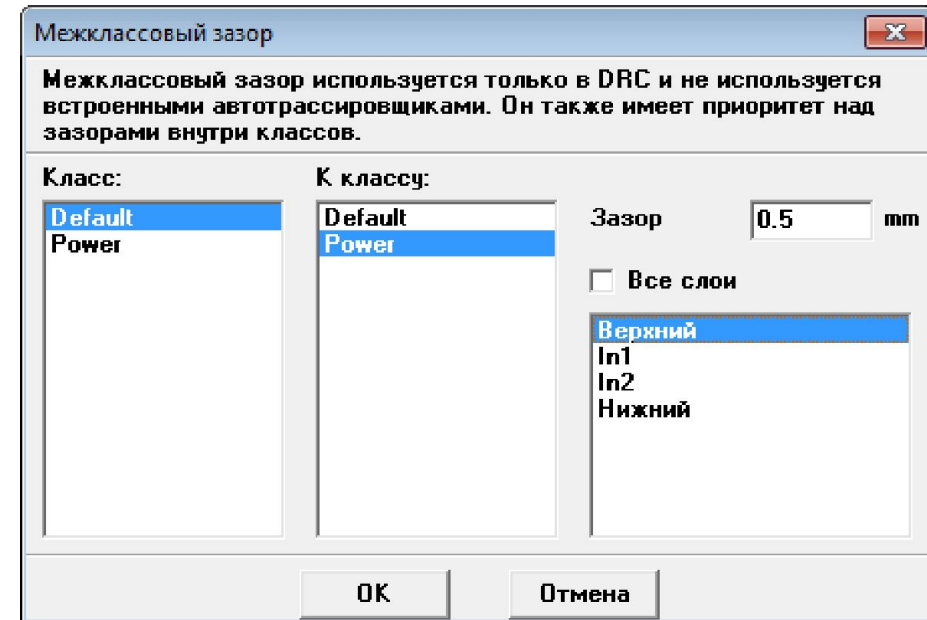 Межклассовый зазор
Межклассовый зазор используется только в DRC и не используется
встроенными автотрассировщиками. Он также имеет приоритет над
зазорами внутри классов.
Класс:
Default
Power
К классу:
Default
Power
Зазор 0.5 mm
Все слои
Верхний
In1
In2
Нижний
OK
Отмена